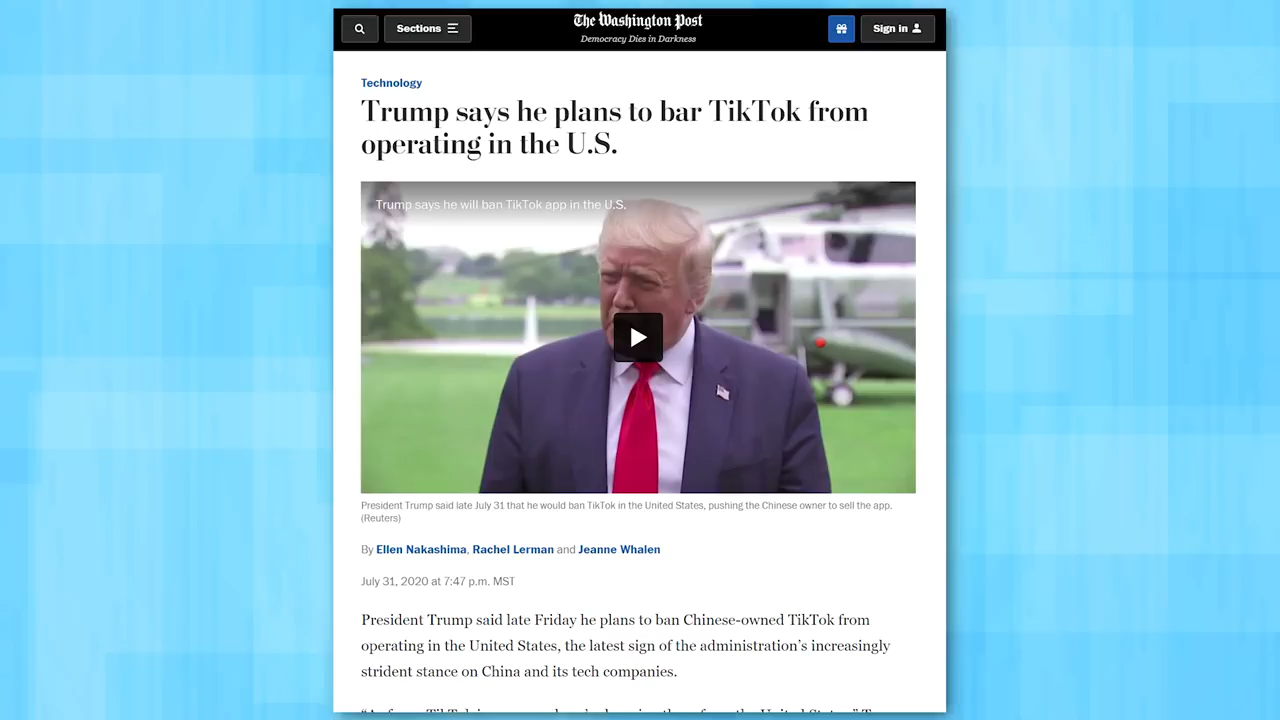 Sections
The Washington Post
Democracy Dies in Darkness
Sign in
Technology
Trump says he plans to bar TikTok from
operating in the U.S.
Trump says he will ban TikTok app in the U.S.
President Trump said late July 31 that he would ban TikTok in the United States, pushing the Chinese owner to sell the app.
(Reuters)
By Ellen Nakashima, Rachel Lerman and Jeanne Whalen
July 31, 2020 at 7:47 p.m. MST
President Trump said late Friday he plans to ban Chinese-owned TikTok from
operating in the United States, the latest sign of the administration’s increasingly
strident stance on China and its tech companies.